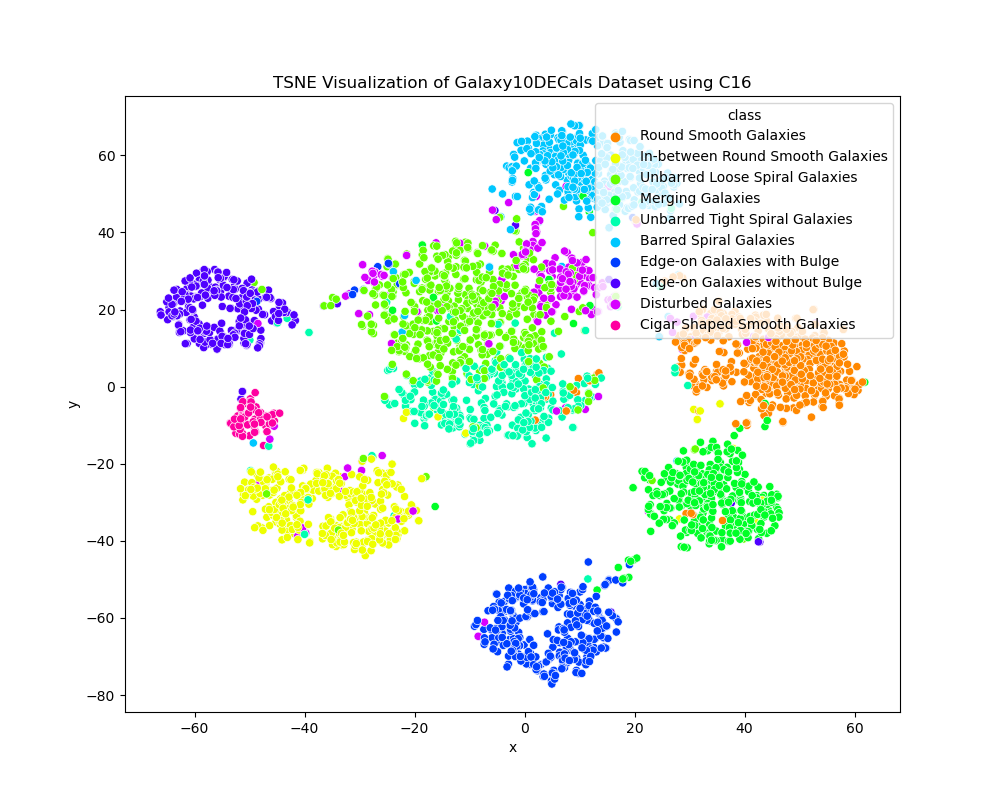 TSNE Visualization of Galaxy10DECals Dataset using C16
class
Round Smooth Galaxies
In-between Round Smooth Galaxies
Unbarred Loose Spiral Galaxies
Merging Galaxies
Unbarred Tight Spiral Galaxies
Barred Spiral Galaxies
Edge-on Galaxies with Bulge
Edge-on Galaxies without Bulge
Disturbed Galaxies
Cigar Shaped Smooth Galaxies
60
40
20
0
−20
−40
−60
−80
y
−60 −40 −20 0 20 40 60
x